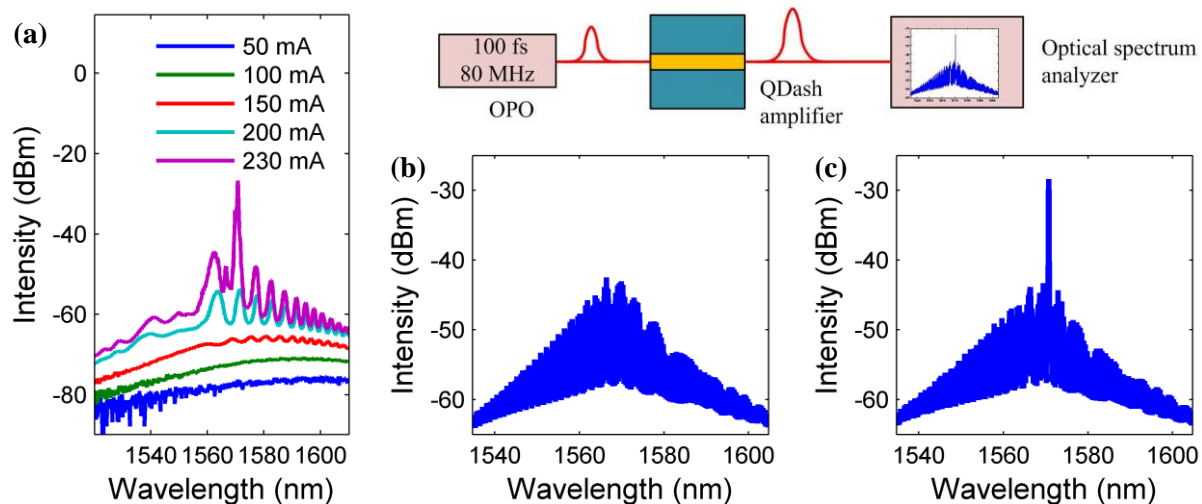 (a)
50 mA
100 mA
150 mA
200 mA
230 mA
0
-20
-40
-60
-80
Intensity (dBm)
1540 1560 1580 1600
Wavelength (nm)
100 fs
80 MHz
OPO
QDash
amplifier
Optical spectrum
analyzer
(b)
-30
-40
-50
-60
Intensity (dBm)
1540 1560 1580 1600
Wavelength (nm)
(c)
-30
-40
-50
-60
Intensity (dBm)
1540 1560 1580 1600
Wavelength (nm)